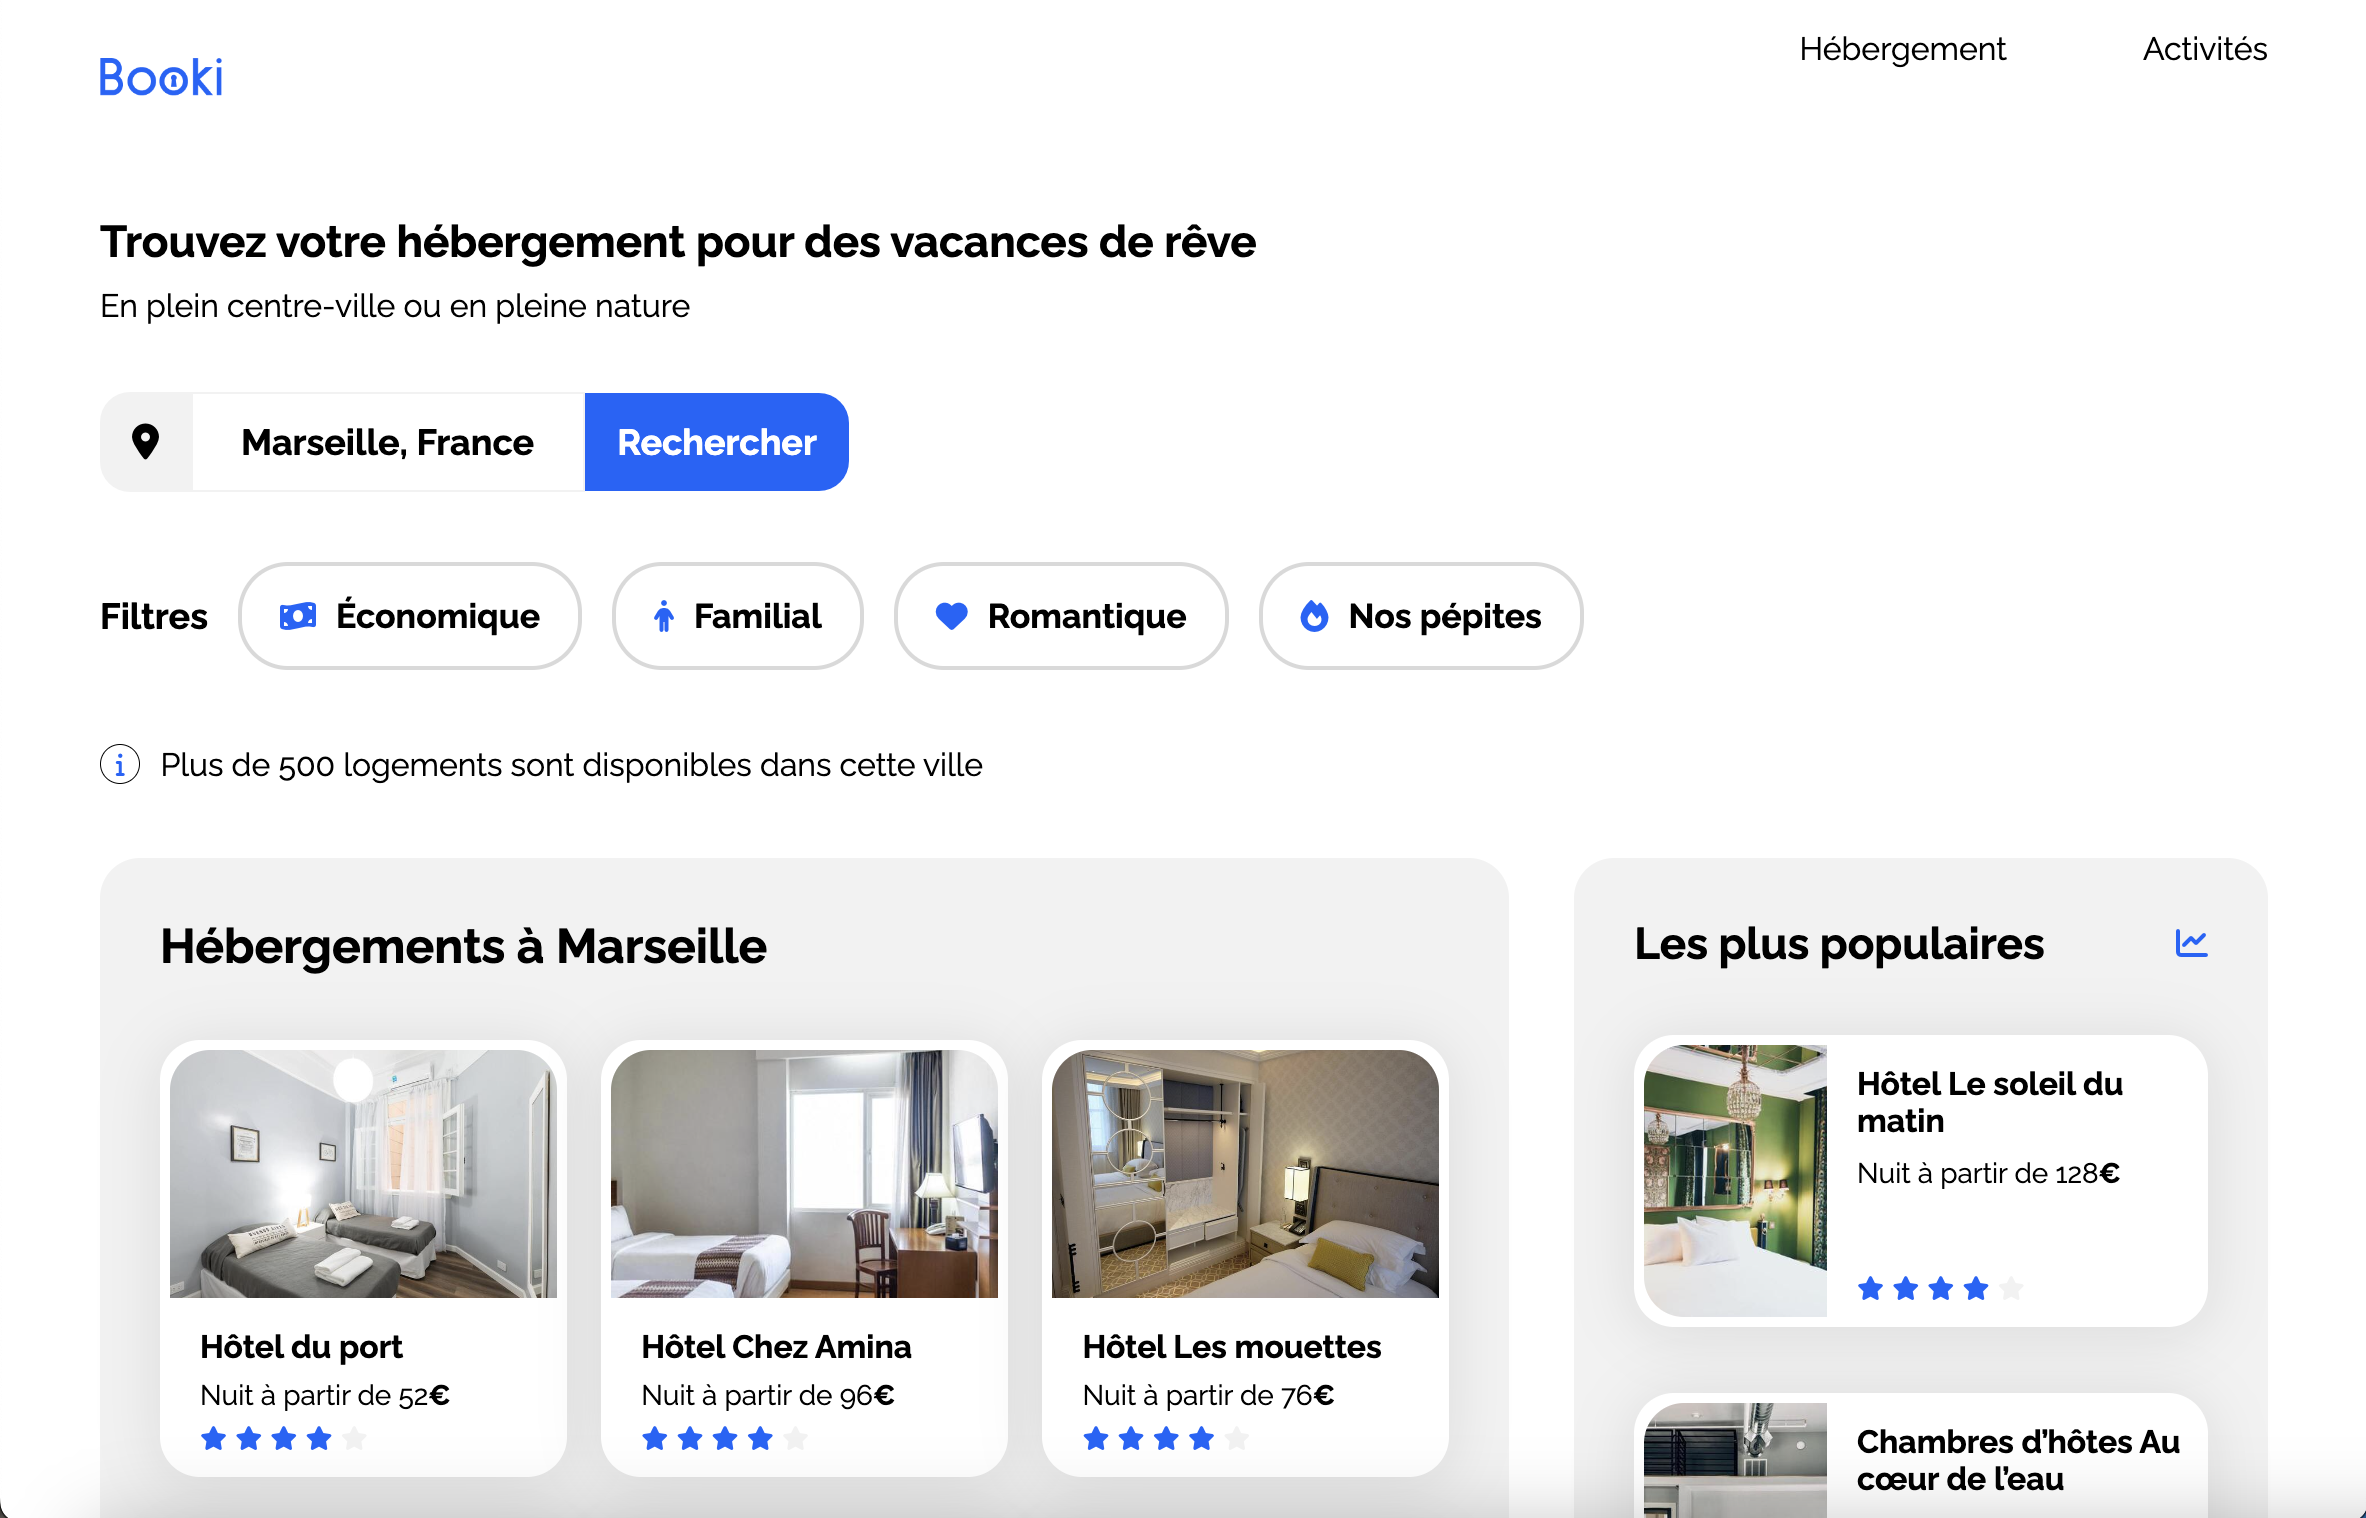 Booki
Hébergement
Activités
Trouvez votre hébergement pour des vacances de rêve
En plein centre-ville ou en pleine nature
Marseille, France
Rechercher
Filtres
Économique
Familial
Romantique
Nos pépites
Plus de 500 logements sont disponibles dans cette ville
Hébergements à Marseille
Hôtel du port
Nuit à partir de 52€
Hôtel Chez Amina
Nuit à partir de 96€
Hôtel Les mouettes
Nuit à partir de 76€
Les plus populaires
Hôtel Le soleil du
matin
Nuit à partir de 128€
Chambres d’hôtes Au
cœur de l’eau